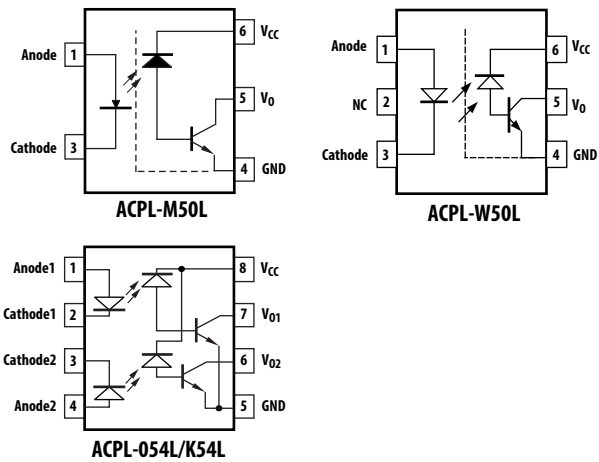 Anode 1
Cathode 3
6 VCC
5 VO
4 GND
ACPL-M50L
Anode 1
NC 2
Cathode 3
6 VCC
5 VO
4 GND
ACPL-W50L
Anode1 1
Cathode1 2
Cathode2 3
Anode2 4
8 VCC
7 VO1
6 VO2
5 GND
ACPL-054L/K54L